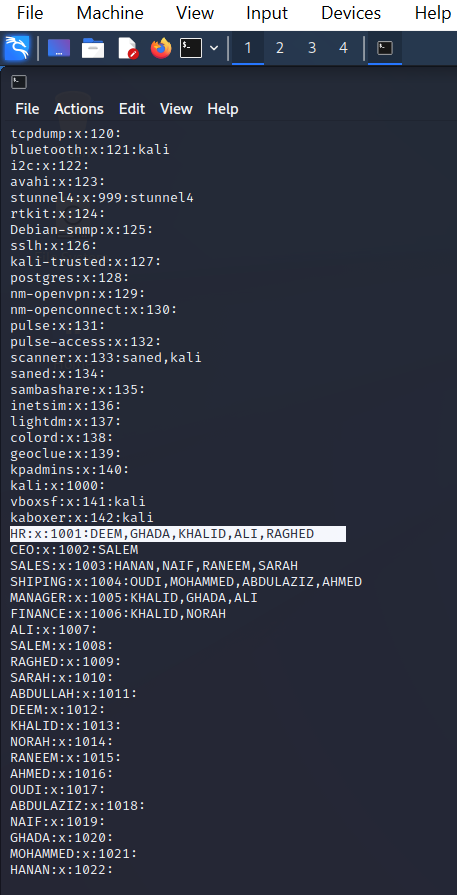 File Machine View Input Devices Help
1 2 3 4
File Actions Edit View Help
tcpdump:x:120:
bluetooth:x:121:kali
i2c:x:122:
avahi:x:123:
stunnel4:x:999:stunnel4
rtkit:x:124:
Debian-snmp:x:125:
sslh:x:126:
kali-trusted:x:127:
postgres:x:128:
nm-openvpn:x:129:
nm-openconnect:x:130:
pulse:x:131:
pulse-access:x:132:
scanner:x:133:saned,kali
saned:x:134:
sambashare:x:135:
inetsim:x:136:
lightdm:x:137:
colord:x:138:
geoclue:x:139:
kpadmins:x:140:
kali:x:1000:
vboxsf:x:141:kali
kaboxer:x:142:kali
HR:x:1001:DEEM,GHADA,KHALID,ALI,RAGHED
CEO:x:1002:SALEM
SALES:x:1003:HANAN,NAIF,RANEEM,SARAH
SHIPING:x:1004:OUDI,MOHAMMED,ABDULAZIZ,AHMED
MANAGER:x:1005:KHALID,GHADA,ALI
FINANCE:x:1006:KHALID,NORAH
ALI:x:1007:
SALEM:x:1008:
RAGHED:x:1009:
SARAH:x:1010:
ABDULLAH:x:1011:
DEEM:x:1012:
KHALID:x:1013:
NORAH:x:1014:
RANEEM:x:1015:
AHMED:x:1016:
OUDI:x:1017:
ABDULAZIZ:x:1018:
NAIF:x:1019:
GHADA:x:1020:
MOHAMMED:x:1021:
HANAN:x:1022: